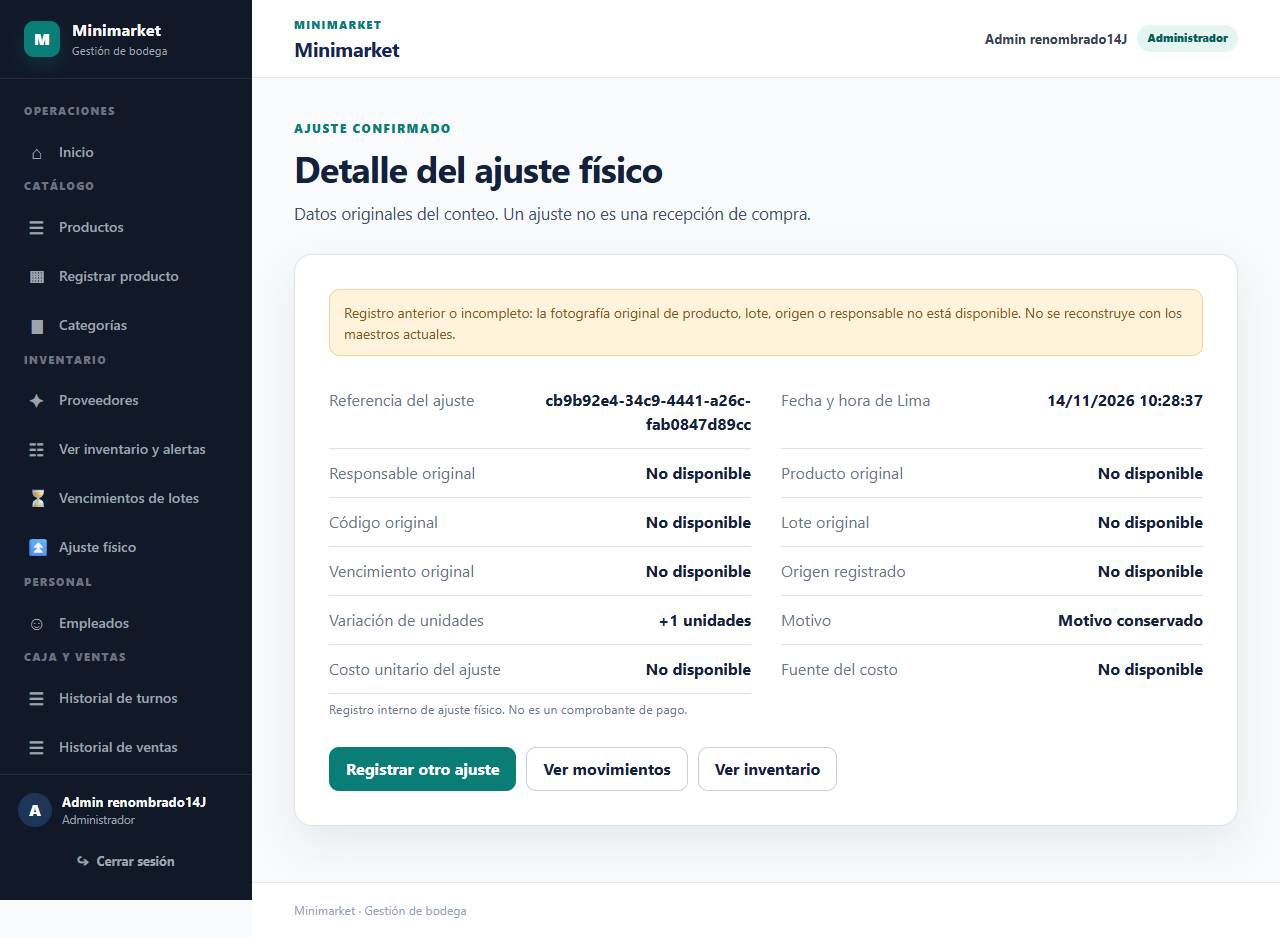 M
Minimarket
Gestión de bodega
OPERACIONES
Inicio
CATÁLOGO
Productos
Registrar producto
Categorías
INVENTARIO
Proveedores
Ver inventario y alertas
Vencimientos de lotes
Ajuste físico
PERSONAL
Empleados
CAJA Y VENTAS
Historial de turnos
Historial de ventas
A
Admin renombrado14J
Administrador
Cerrar sesión
MINIMARKET
Minimarket
Admin renombrado14J
Administrador
AJUSTE CONFIRMADO
Detalle del ajuste físico
Datos originales del conteo. Un ajuste no es una recepción de compra.
Registro anterior o incompleto: la fotografía original de producto, lote, origen o responsable no está disponible. No se reconstruye con los
maestros actuales.
Referencia del ajuste cb9b92e4-34c9-4441-a26c-
fab0847d89cc
Fecha y hora de Lima 14/11/2026 10:28:37
Responsable original No disponible
Producto original No disponible
Código original No disponible
Lote original No disponible
Vencimiento original No disponible
Origen registrado No disponible
Variación de unidades +1 unidades
Motivo Motivo conservado
Costo unitario del ajuste No disponible
Fuente del costo No disponible
Registro interno de ajuste físico. No es un comprobante de pago.
Registrar otro ajuste
Ver movimientos
Ver inventario
Minimarket · Gestión de bodega